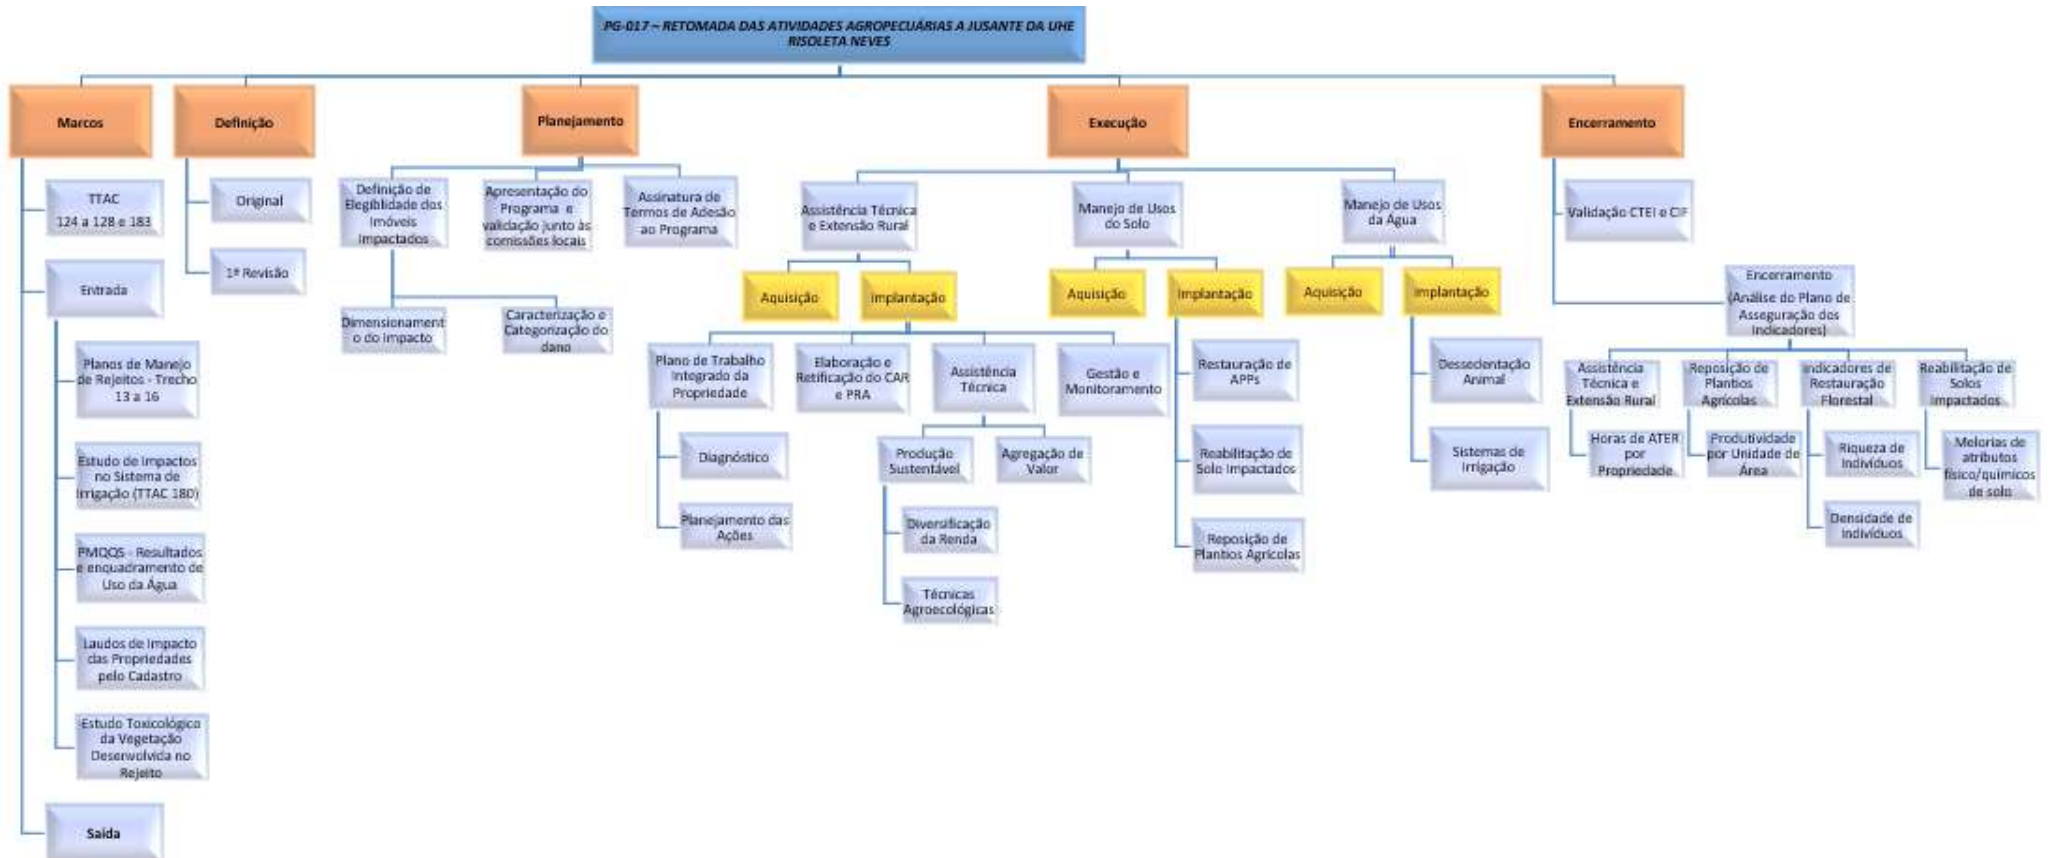 PG-017 – RETOMADA DAS ATIVIDADES AGROPECUÁRIAS A JUSANTE DA UHE
RISOLETA NEVES
Marcos
Definição
Planejamento
Execução
Encerramento
TTAC
124 a 128 e 183
Entrada
Planos de Manejo
de Rejeitos - Trecho
13 a 16
Estudo de Impactos
no Sistema de
Irrigação (TTAC 180)
PMQQS - Resultados
e enquadramento de
Uso da Água
Laudos de Impacto
das Propriedades
pelo Cadastro
Estudo Toxicológico
da Vegetação
Desenvolvida no
Rejeito
Saída
Original
1ª Revisão
Definição de
Elegiblidade dos
Imóveis
Impactados
Apresentação do
Programa e
validação junto às
comissões locais
Assinatura de
Termos de Adesão
ao Programa
Dimensionament
o do Impacto
Caracterização e
Categorização do
dano
Assistência Técnica
e Extensão Rural
Aquisição
Implantação
Plano de Trabalho
Integrado da
Propriedade
Diagnóstico
Planejamento das
Ações
Elaboração e
Retificação do CAR
e PRA
Assistência
Técnica
Produção
Sustentável
Diversificação
da Renda
Técnicas
Agroecológicas
Agregação de
Valor
Gestão e
Monitoramento
Manejo de Usos
do Solo
Aquisição
Implantação
Restauração de
APPs
Reabilitação de
Solo Impactados
Reposição de
Plantios Agrícolas
Manejo de Usos
da Água
Aquisição
Implantação
Dessedentação
Animal
Sistemas de
Irrigação
Validação CTEI e CIF
Encerramento
(Análise do Plano de
Asseguração dos
Indicadores)
Assistência
Técnica e
Extensão Rural
Horas de ATER
por
Propriedade
Reposição de
Plantios
Agrícolas
Produtividade
por Unidade de
Área
Indicadores de
Restauração
Florestal
Riqueza de
Indivíduos
Densidade de
Indivíduos
Reabilitação de
Solos
Impactados
Melorias de
atributos
físico/químicos
de solo